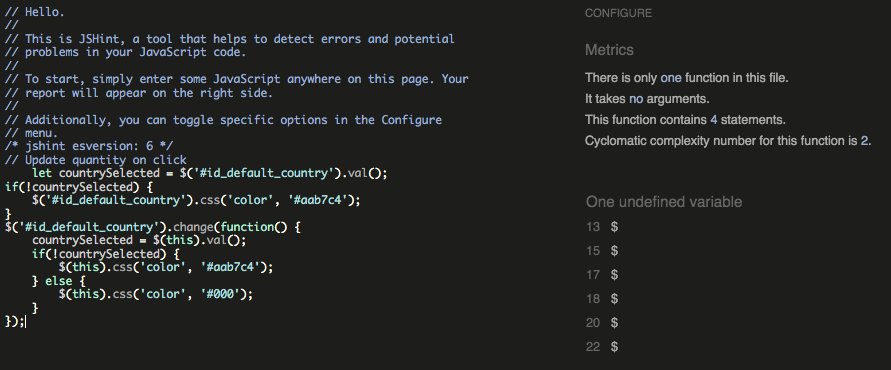 // Hello.
//
// This is JSHint, a tool that helps to detect errors and potential
// problems in your JavaScript code.
//
// To start, simply enter some JavaScript anywhere on this page. Your
// report will appear on the right side.
//
// Additionally, you can toggle specific options in the Configure
// menu.
/* jshint esversion: 6 */
// Update quantity on click
    let countrySelected = $('#id_default_country').val();
if(!countrySelected) {
    $('#id_default_country').css('color', '#aab7c4');
}
$('#id_default_country').change(function() {
    countrySelected = $(this).val();
    if(!countrySelected) {
        $(this).css('color', '#aab7c4');
    } else {
        $(this).css('color', '#000');
    }
});
CONFIGURE
Metrics
There is only one function in this file.
It takes no arguments.
This function contains 4 statements.
Cyclomatic complexity number for this function is 2.
One undefined variable
13 $
15 $
17 $
18 $
20 $
22 $